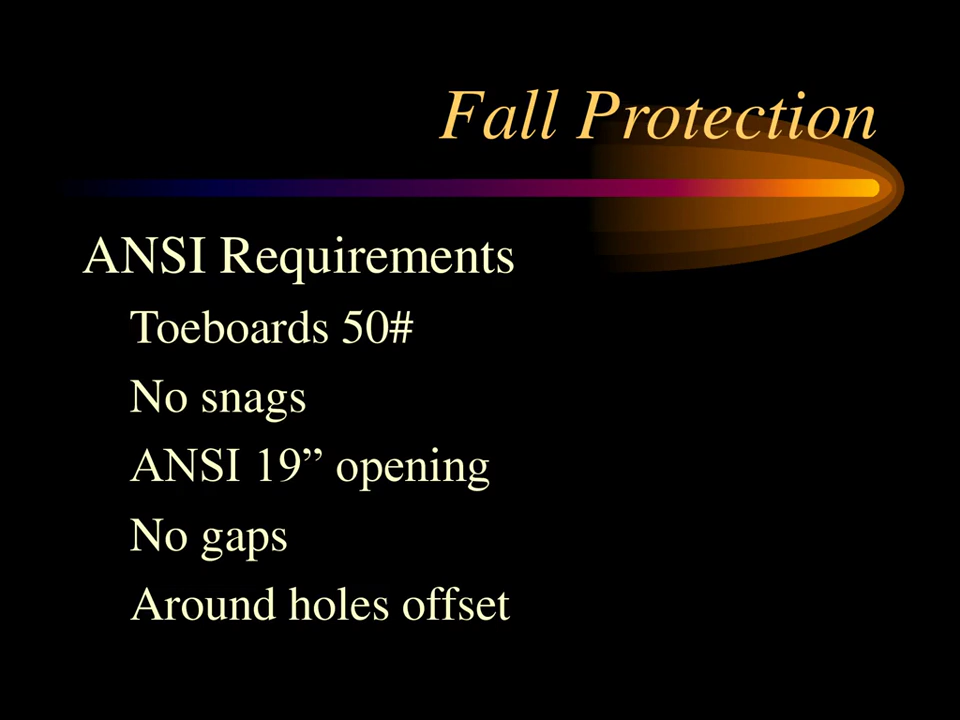 Fall Protection
ANSI Requirements
Toeboards 50#
No snags
ANSI 19” opening
No gaps
Around holes offset